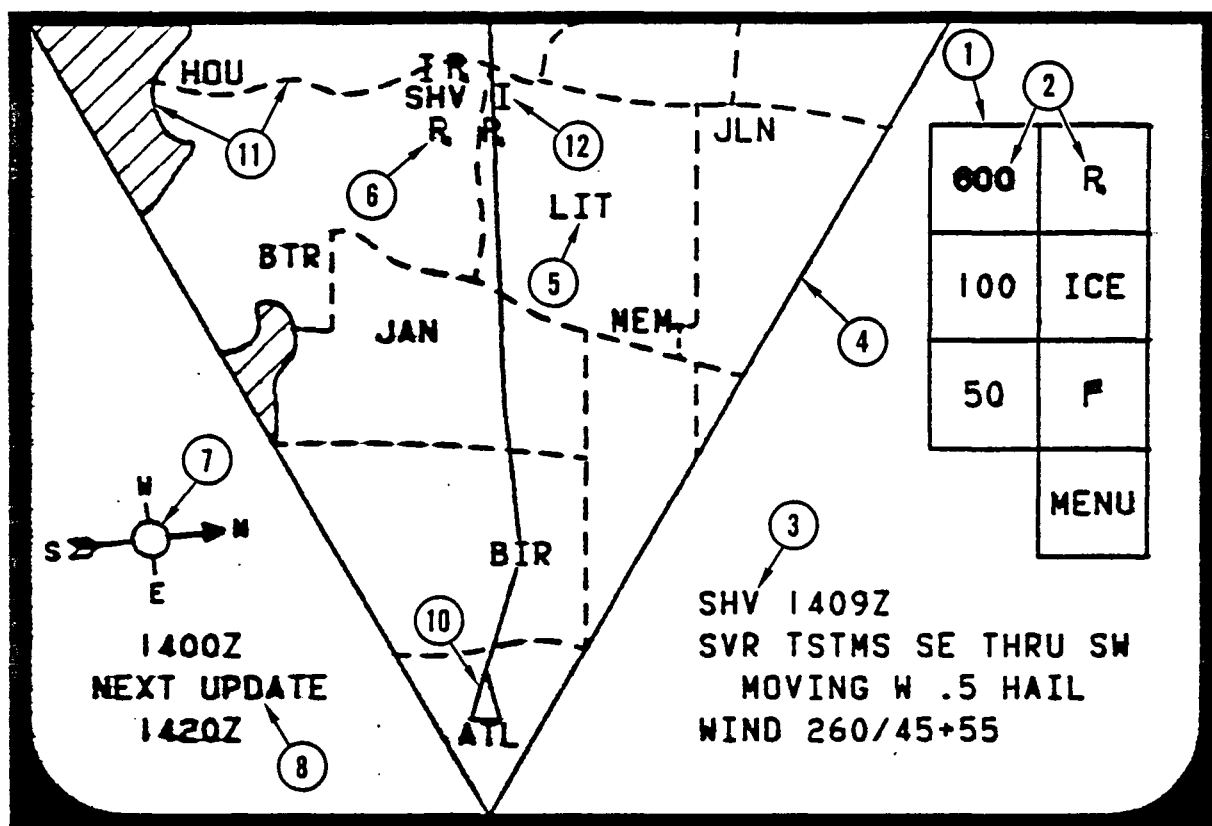 1
HOU
I R
SHV
I
2
R
R
JLN
11
12
600
R
6
LIT
BTR
5
100
ICE
JAN
MEM
4
50
F
7
W
MENU
S
N
3
BIR
E
SHV 1409Z
10
1400Z
SVR TSTMS SE THRU SW
NEXT UPDATE
MOVING W .5 HAIL
1420Z
ATL
WIND 260/45+55
8